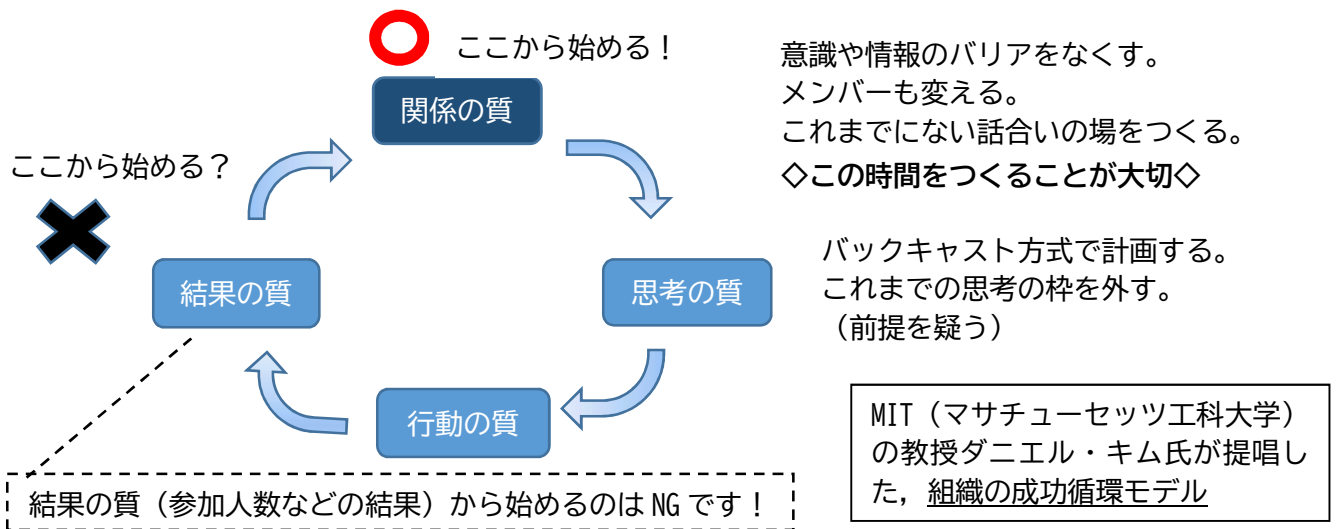 ここから始める！
関係の質
意識や情報のバリアをなくす。
メンバーも変える。
これまでにない話合いの場をつくる。
◇この時間をつくることが大切◇
ここから始める？
結果の質
思考の質
バックキャスト方式で計画する。
これまでの思考の枠を外す。
（前提を疑う）
行動の質
MIT（マサチューセッツ工科大学）
の教授ダニエル・キム氏が提唱し
た，組織の成功循環モデル
結果の質（参加人数などの結果）から始めるのは NG です！